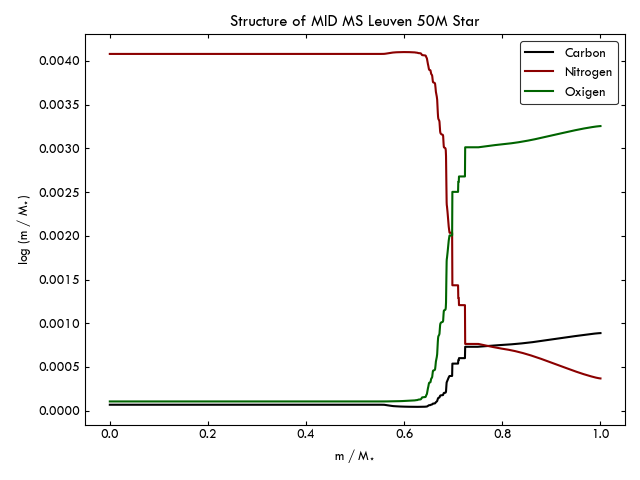 Structure of MID MS Leuven 50M Star
Carbon
Nitrogen
Oxigen
log (m / M.)
0.0040
0.0035
0.0030
0.0025
0.0020
0.0015
0.0010
0.0005
0.0000
0.0 0.2 0.4 0.6 0.8 1.0
m / M.